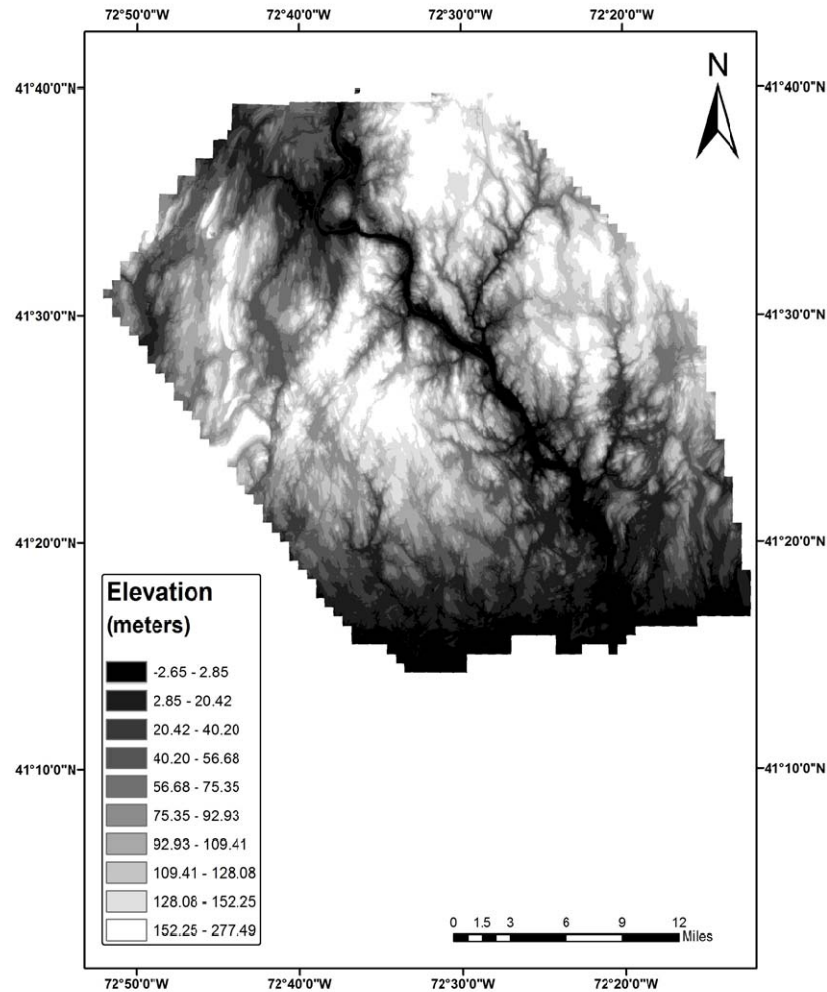 72°50'0"W 72°40'0"W 72°30'0"W 72°20'0"W
N
41°40'0"N 41°40'0"N
41°30'0"N 41°30'0"N
41°20'0"N 41°20'0"N
Elevation
(meters)
-2.65 - 2.85
2.85 - 20.42
20.42 - 40.20
40.20 - 56.68
56.68 - 75.35
41°10'0"N 41°10'0"N
75.35 - 92.93
92.93 - 109.41
109.41 - 128.08
128.08 - 152.25
152.25 - 277.49
0 1.5 3 6 9 12
Miles
72°50'0"W 72°40'0"W 72°30'0"W 72°20'0"W